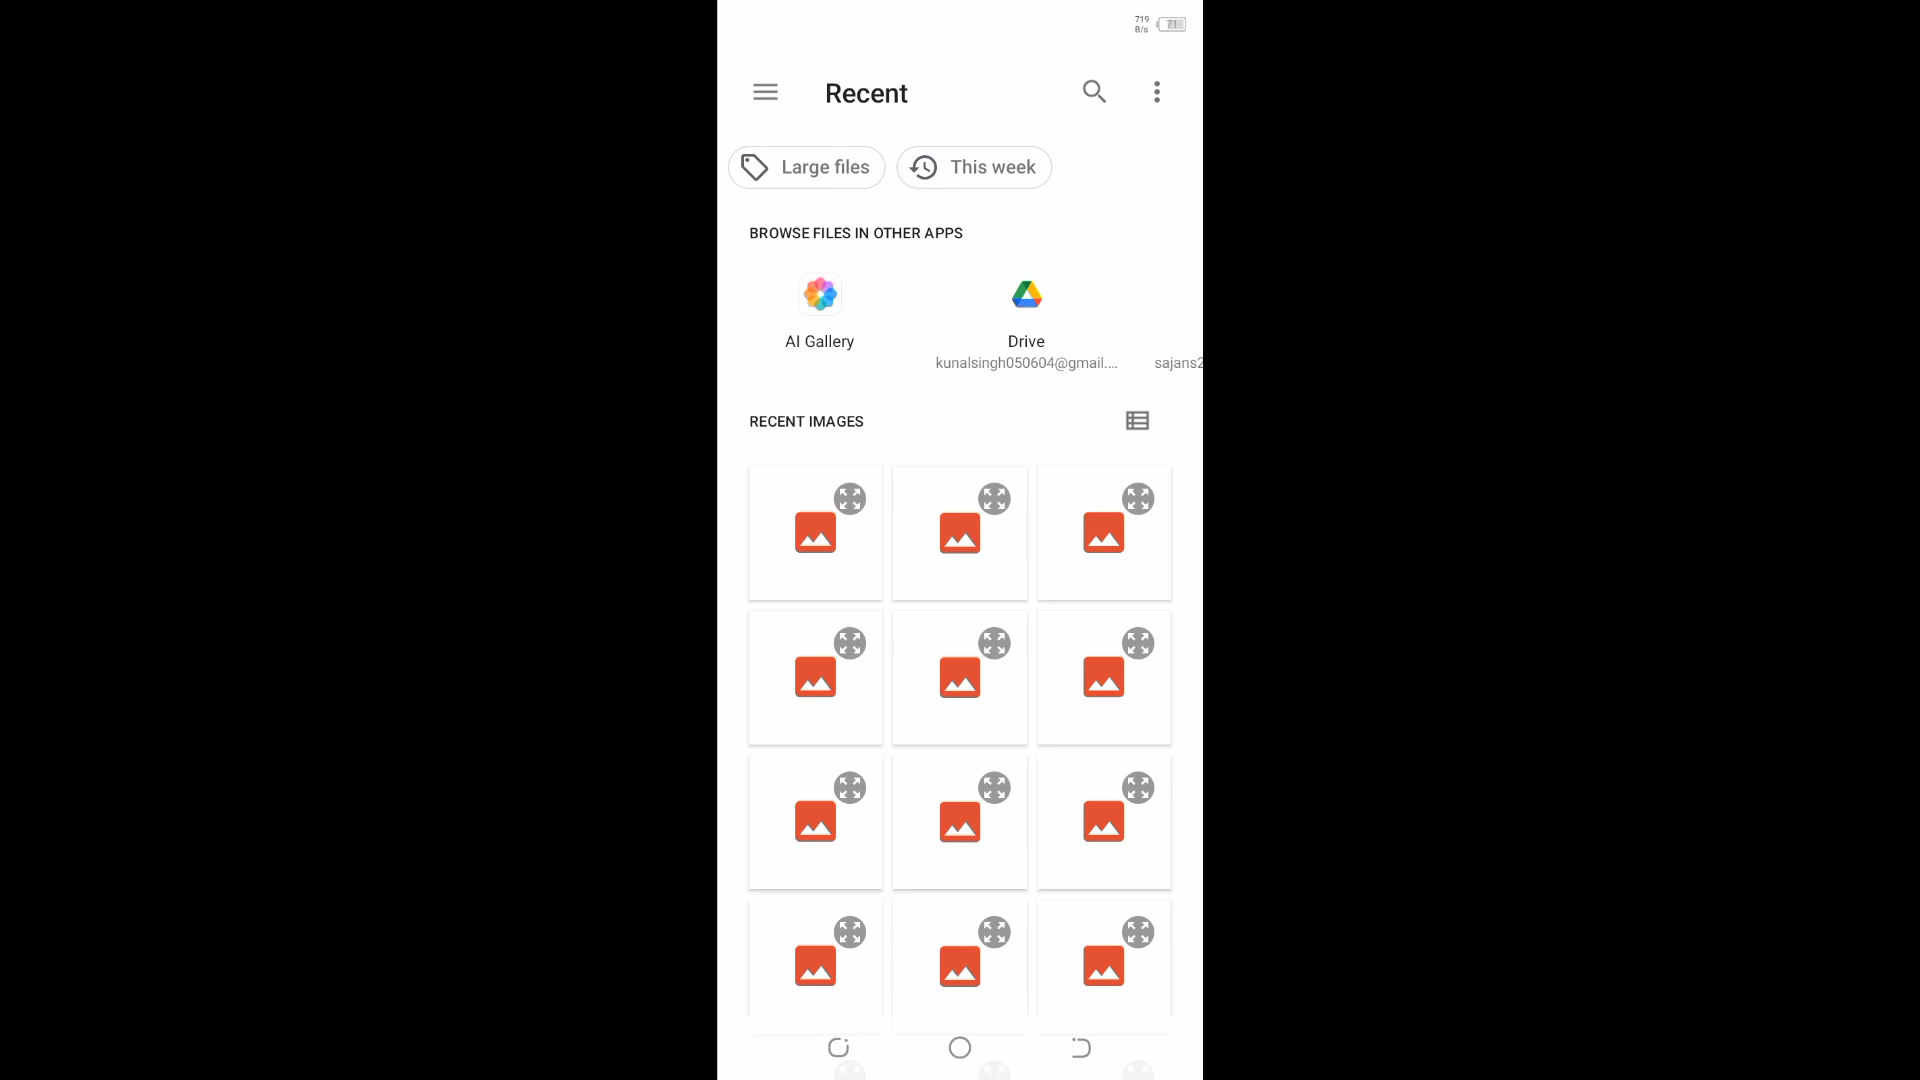 719
B/s
71
Recent
Large files
This week
BROWSE FILES IN OTHER APPS
AI Gallery
Drive
kunalsingh050604@gmail.…
sajans2
RECENT IMAGES